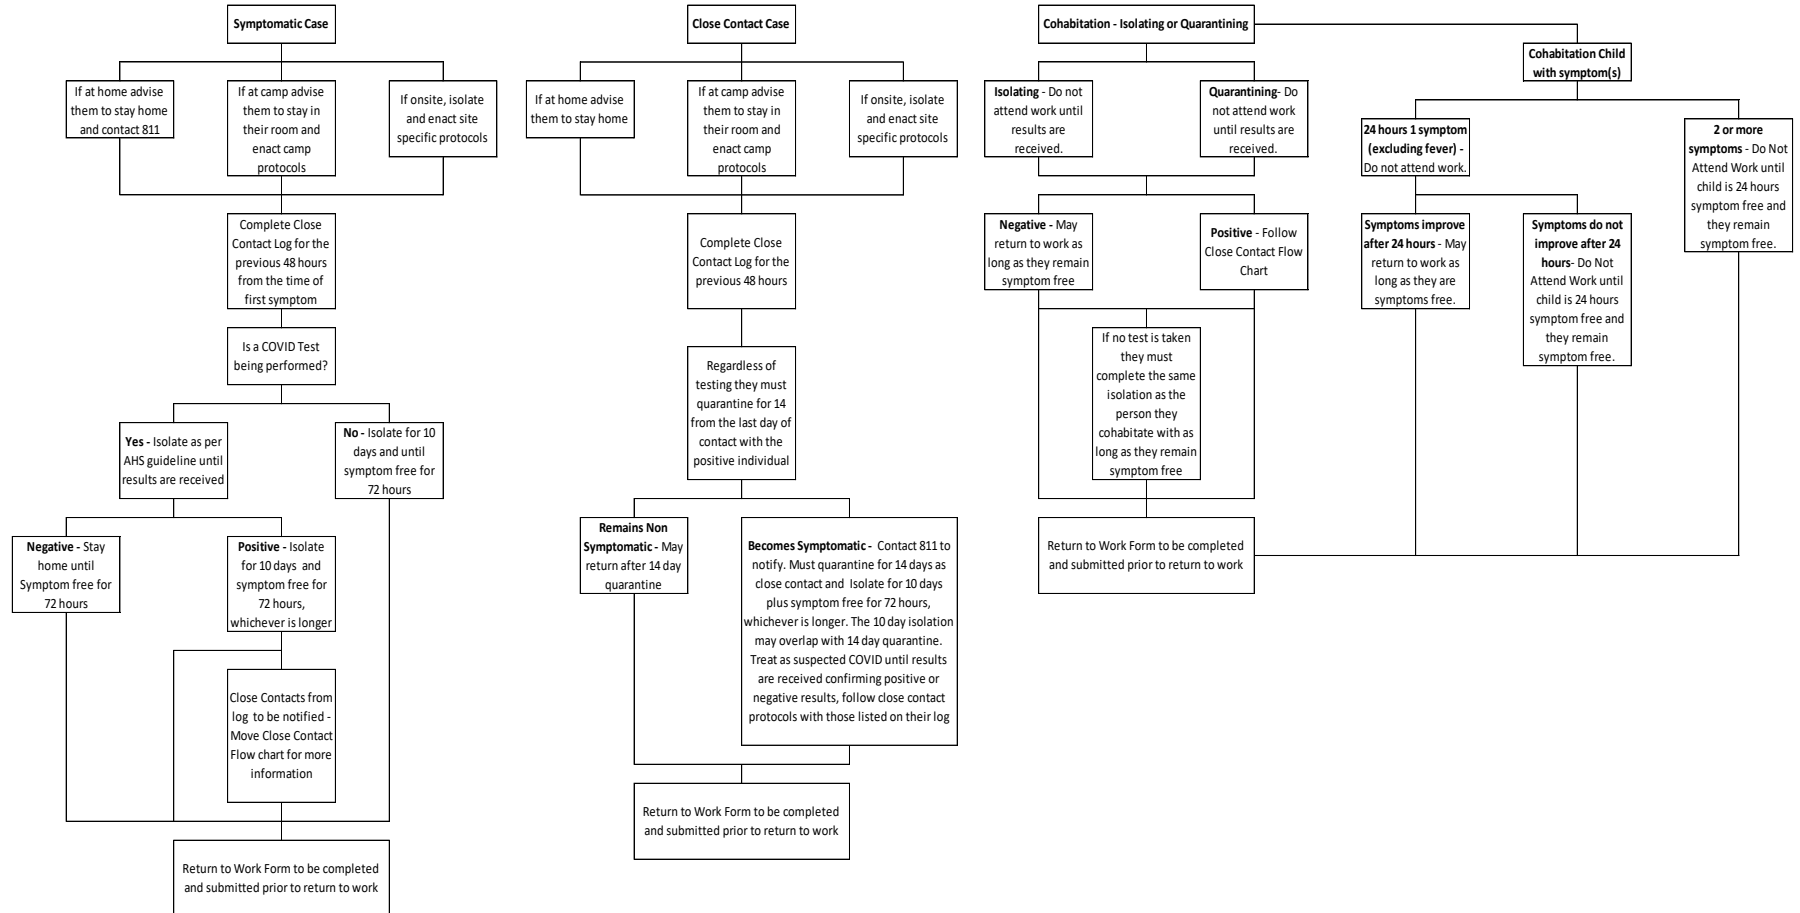 Symptomatic Case
If at home advise
them to stay home
and contact 811
If at camp advise
them to stay in
their room and
enact camp
protocols
If onsite, isolate
and enact site
specific protocols
Complete Close
Contact Log for the
previous 48 hours
from the time of
first symptom
Is a COVID Test
being performed?
Yes - Isolate as per
AHS guideline until
results are received
No - Isolate for 10
days and until
symptom free for
72 hours
Negative - Stay
home until
Symptom free for
72 hours
Positive - Isolate
for 10 days and
symptom free for
72 hours,
whichever is longer
Close Contacts from
log to be notified -
Move Close Contact
Flow chart for more
information
Return to Work Form to be completed
and submitted prior to return to work
Close Contact Case
If at home advise
them to stay home
If at camp advise
them to stay in
their room and
enact camp
protocols
If onsite, isolate
and enact site
specific protocols
Complete Close
Contact Log for the
previous 48 hours
Regardless of
testing they must
quarantine for 14
from the last day of
contact with the
positive individual
Remains Non
Symptomatic - May
return after 14 day
quarantine
Becomes Symptomatic - Contact 811 to
notify. Must quarantine for 14 days as
close contact and Isolate for 10 days
plus symptom free for 72 hours,
whichever is longer. The 10 day isolation
may overlap with 14 day quarantine.
Treat as suspected COVID until results
are received confirming positive or
negative results, follow close contact
protocols with those listed on their log
Return to Work Form to be completed
and submitted prior to return to work
Cohabitation - Isolating or Quarantining
Isolating - Do not
attend work until
results are
received.
Quarantining- Do
not attend work
until results are
received.
Negative - May
return to work as
long as they remain
symptom free
Positive - Follow
Close Contact Flow
Chart
If no test is taken
they must
complete the same
isolation as the
person they
cohabitate with as
long as they remain
symptom free
Return to Work Form to be completed
and submitted prior to return to work
Cohabitation Child
with symptom(s)
24 hours 1 symptom
(excluding fever) -
Do not attend work.
2 or more
symptoms - Do Not
Attend Work until
child is 24 hours
symptom free and
they remain
symptom free.
Symptoms improve
after 24 hours - May
return to work as
long as they are
symptoms free.
Symptoms do not
improve after 24
hours- Do Not
Attend Work until
child is 24 hours
symptom free and
they remain
symptom free.